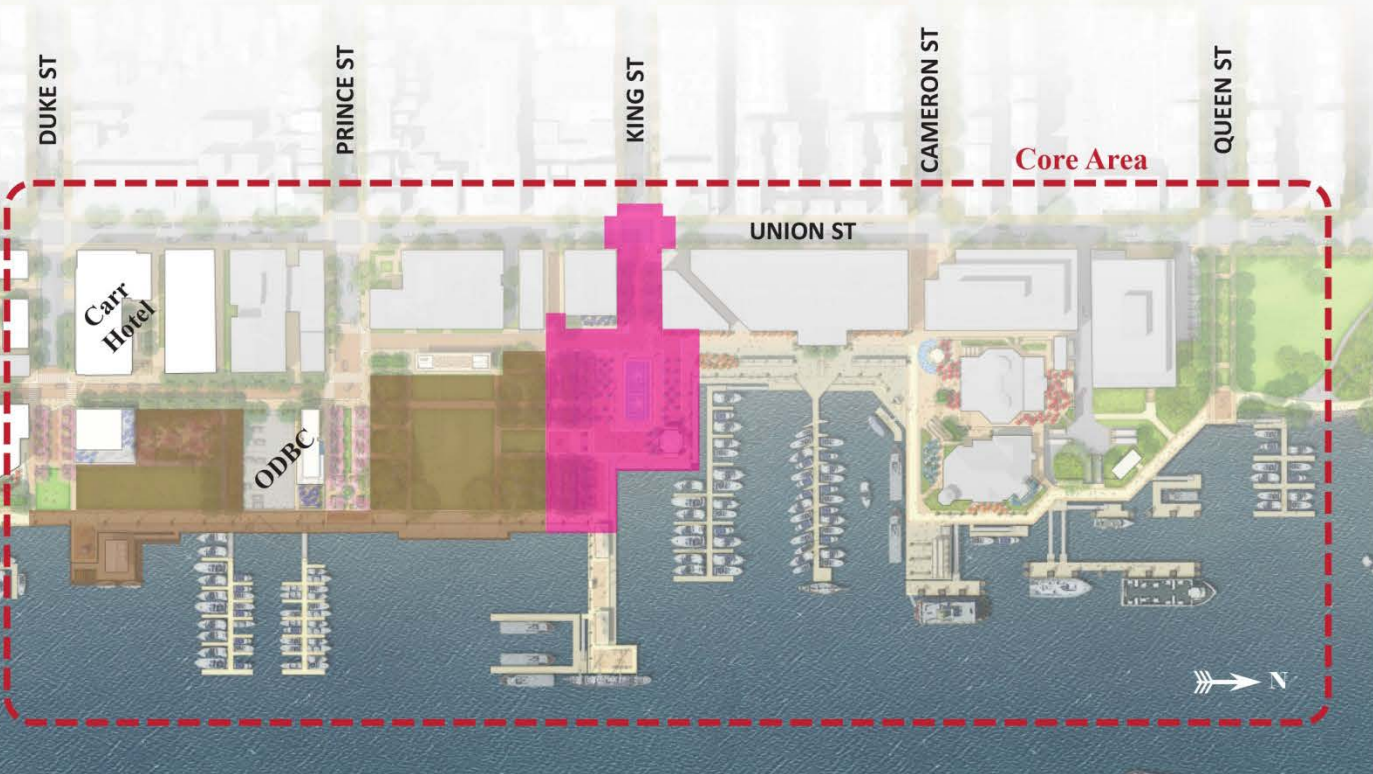 DUKE ST
PRINCE ST
KING ST
CAMERON ST
QUEEN ST
Core Area
UNION ST
Carr
Hotel
ODBC
N